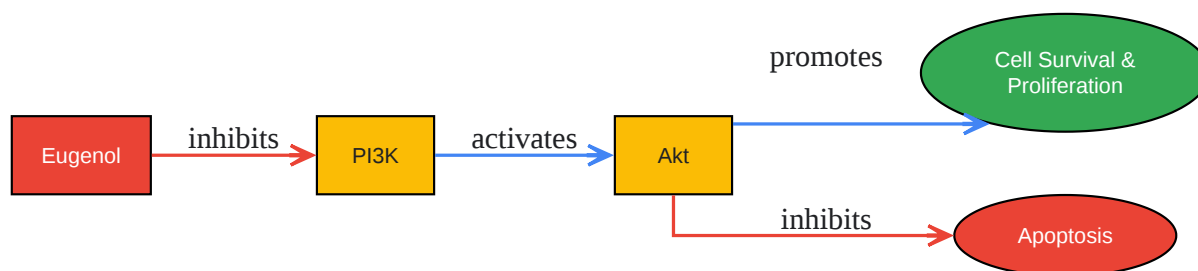 promotes
Cell Survival &
Proliferation
Eugenol
inhibits
PI3K
activates
Akt
inhibits
Apoptosis